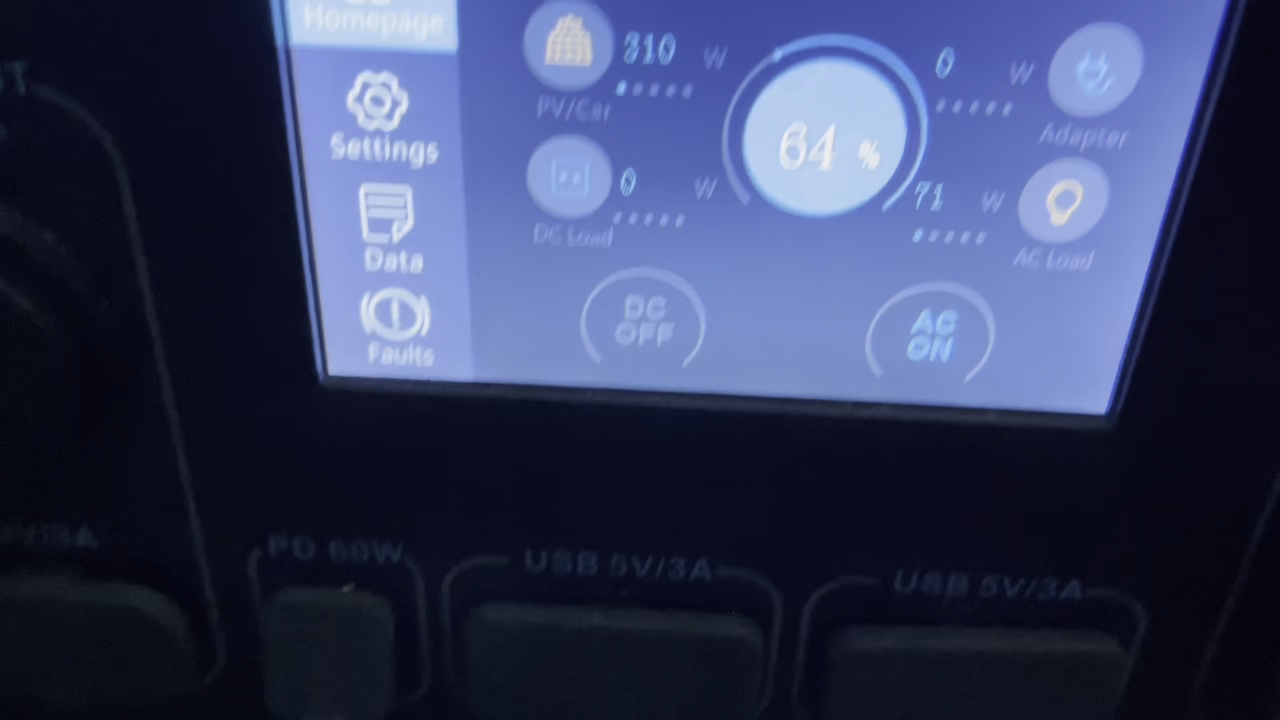 Homepage
310 W
PV/Car
64 %
0 W
Adapter
Settings
0 W
DC Load
71 W
AC Load
Data
DC
OFF
AC
ON
Faults
PD 60W
USB 5V/3A
USB 5V/3A